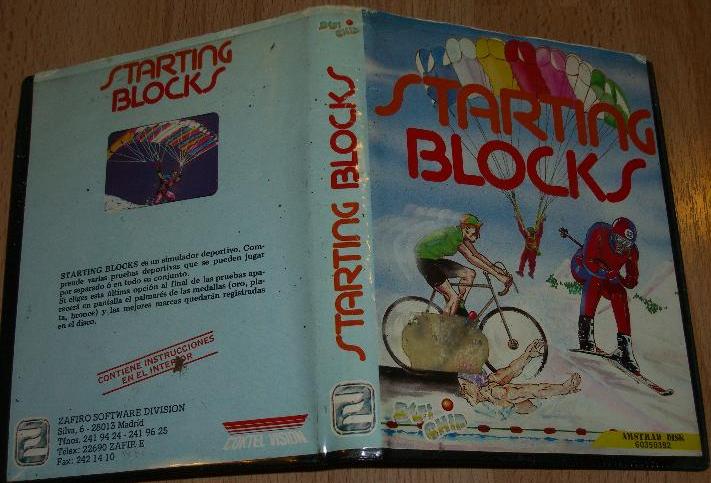 STARTING
BLOCKS
STARTING BLOCKS es un simulador deportivo. Com-
prende varias pruebas deportivas que se pueden jugar
por separado ó en todo su conjunto.
Si eliges esta última opción al final de las pruebas apa-
recerá en pantalla el palmarés de las medallas (oro, pla-
ta, bronce) y las mejores marcas quedarán registradas
en el disco.
CONTIENE INSTRUCCIONES
EN EL INTERIOR
ZAFIRO SOFTWARE DIVISION
Silva, 6 - 28013 Madrid
Tfnos. 241 94 24 - 241 96 25
Telex: 22690 ZAFIR E
Fax: 242 14 10
COKTEL VISION
STARTING BLOCKS
STARTING
BLOCKS
AMSTRAD DISK
60350392